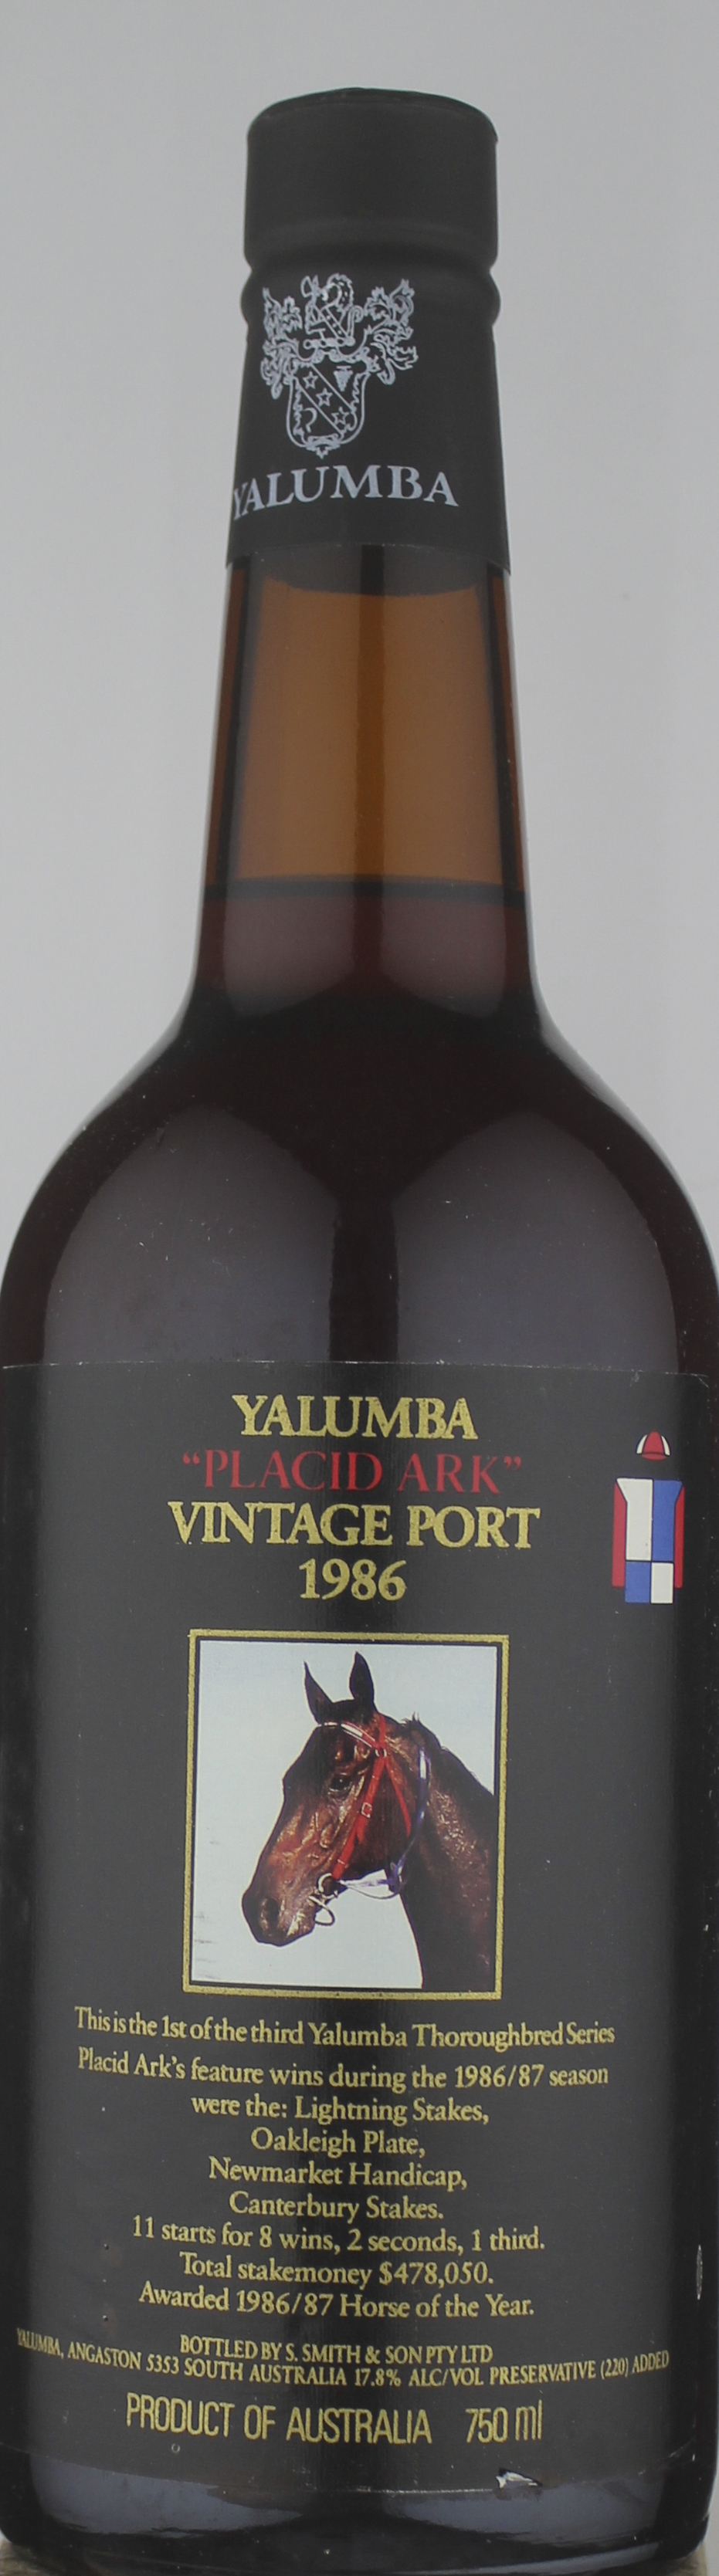 YALUMBA
YALUMBA
“PLACID ARK”
VINTAGE PORT
1986
This is the 1st of the third Yalumba Thoroughbred Series
Placid Ark's feature wins during the 1986/87 season
were the: Lightning Stakes,
Oakleigh Plate,
Newmarket Handicap,
Canterbury Stakes.
11 starts for 8 wins, 2 seconds, 1 third.
Total stakemoney $478,050.
Awarded 1986/87 Horse of the Year.
BOTTLED BY S. SMITH & SON PTY LTD
YALUMBA, ANGASTON 5353 SOUTH AUSTRALIA 17.8% ALC/VOL PRESERVATIVE (220) ADDED
PRODUCT OF AUSTRALIA 750 ml